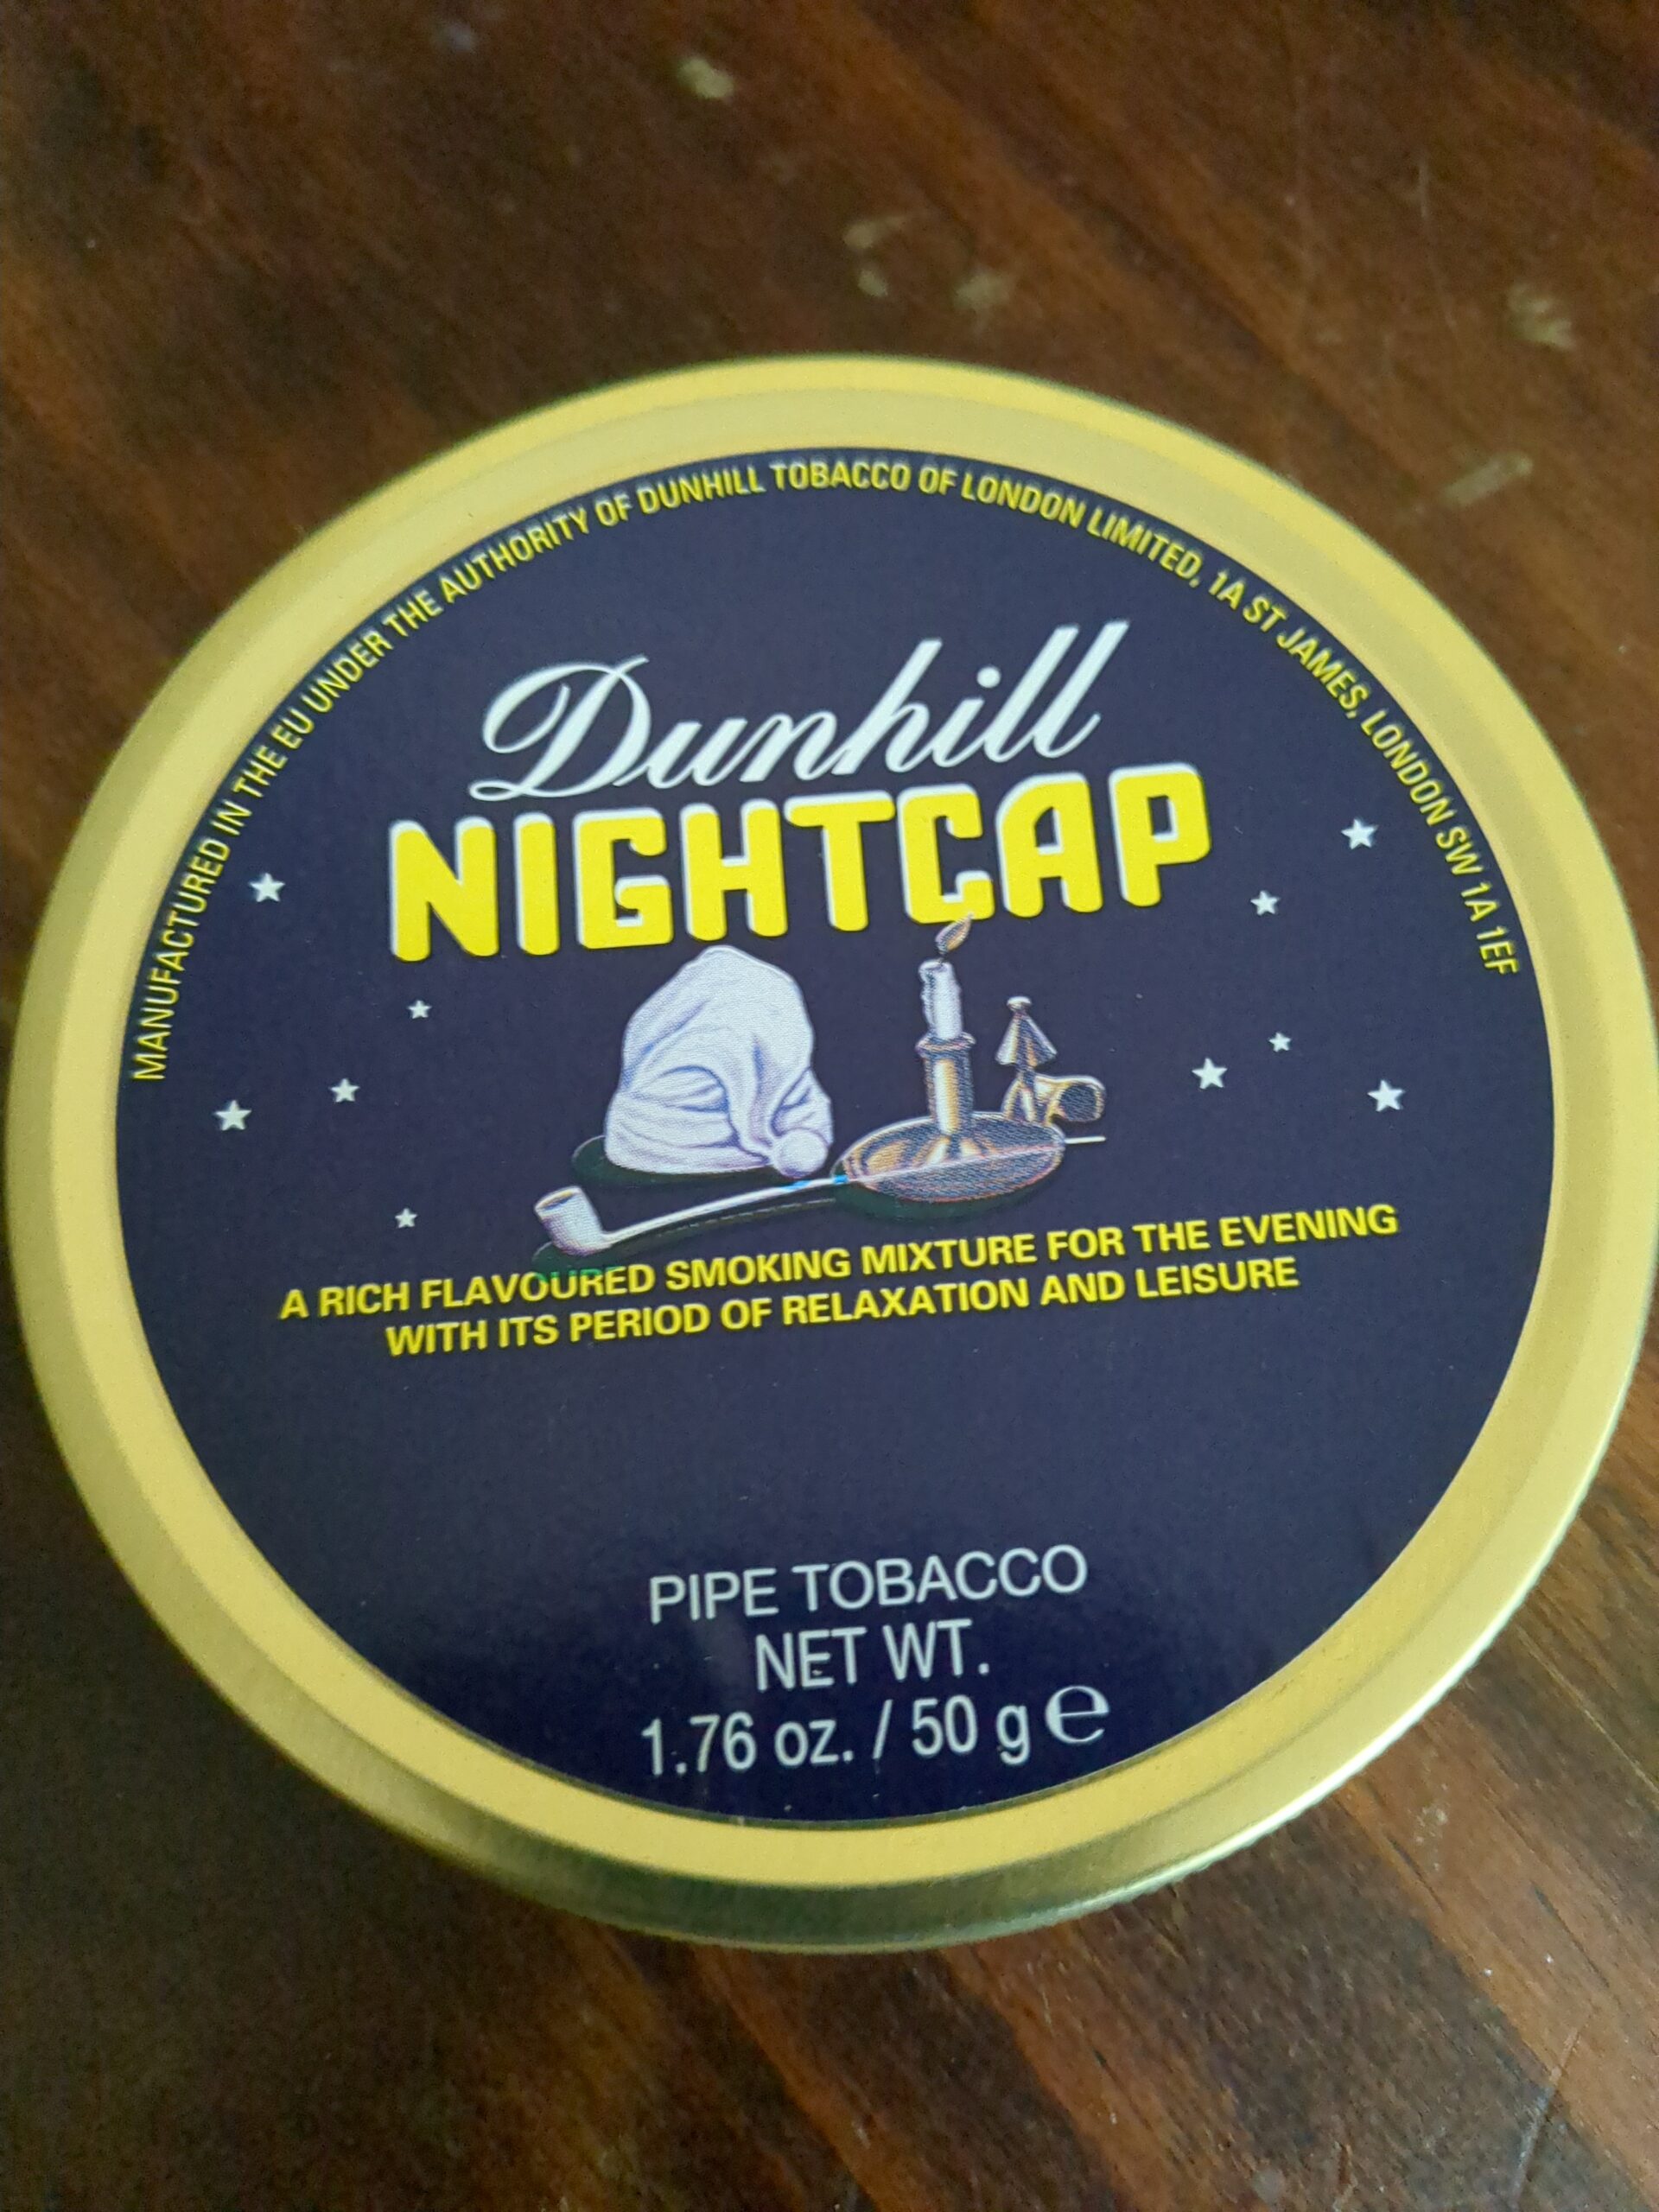 MANUFACTURED IN THE EU UNDER THE AUTHORITY OF DUNHILL TOBACCO OF LONDON LIMITED, 1A ST JAMES, LONDON SW1A 1EF
Dunhill
NIGHTCAP
A RICH FLAVOURED SMOKING MIXTURE FOR THE EVENING
WITH ITS PERIOD OF RELAXATION AND LEISURE
PIPE TOBACCO
NET WT.
1.76 oz. / 50 g e